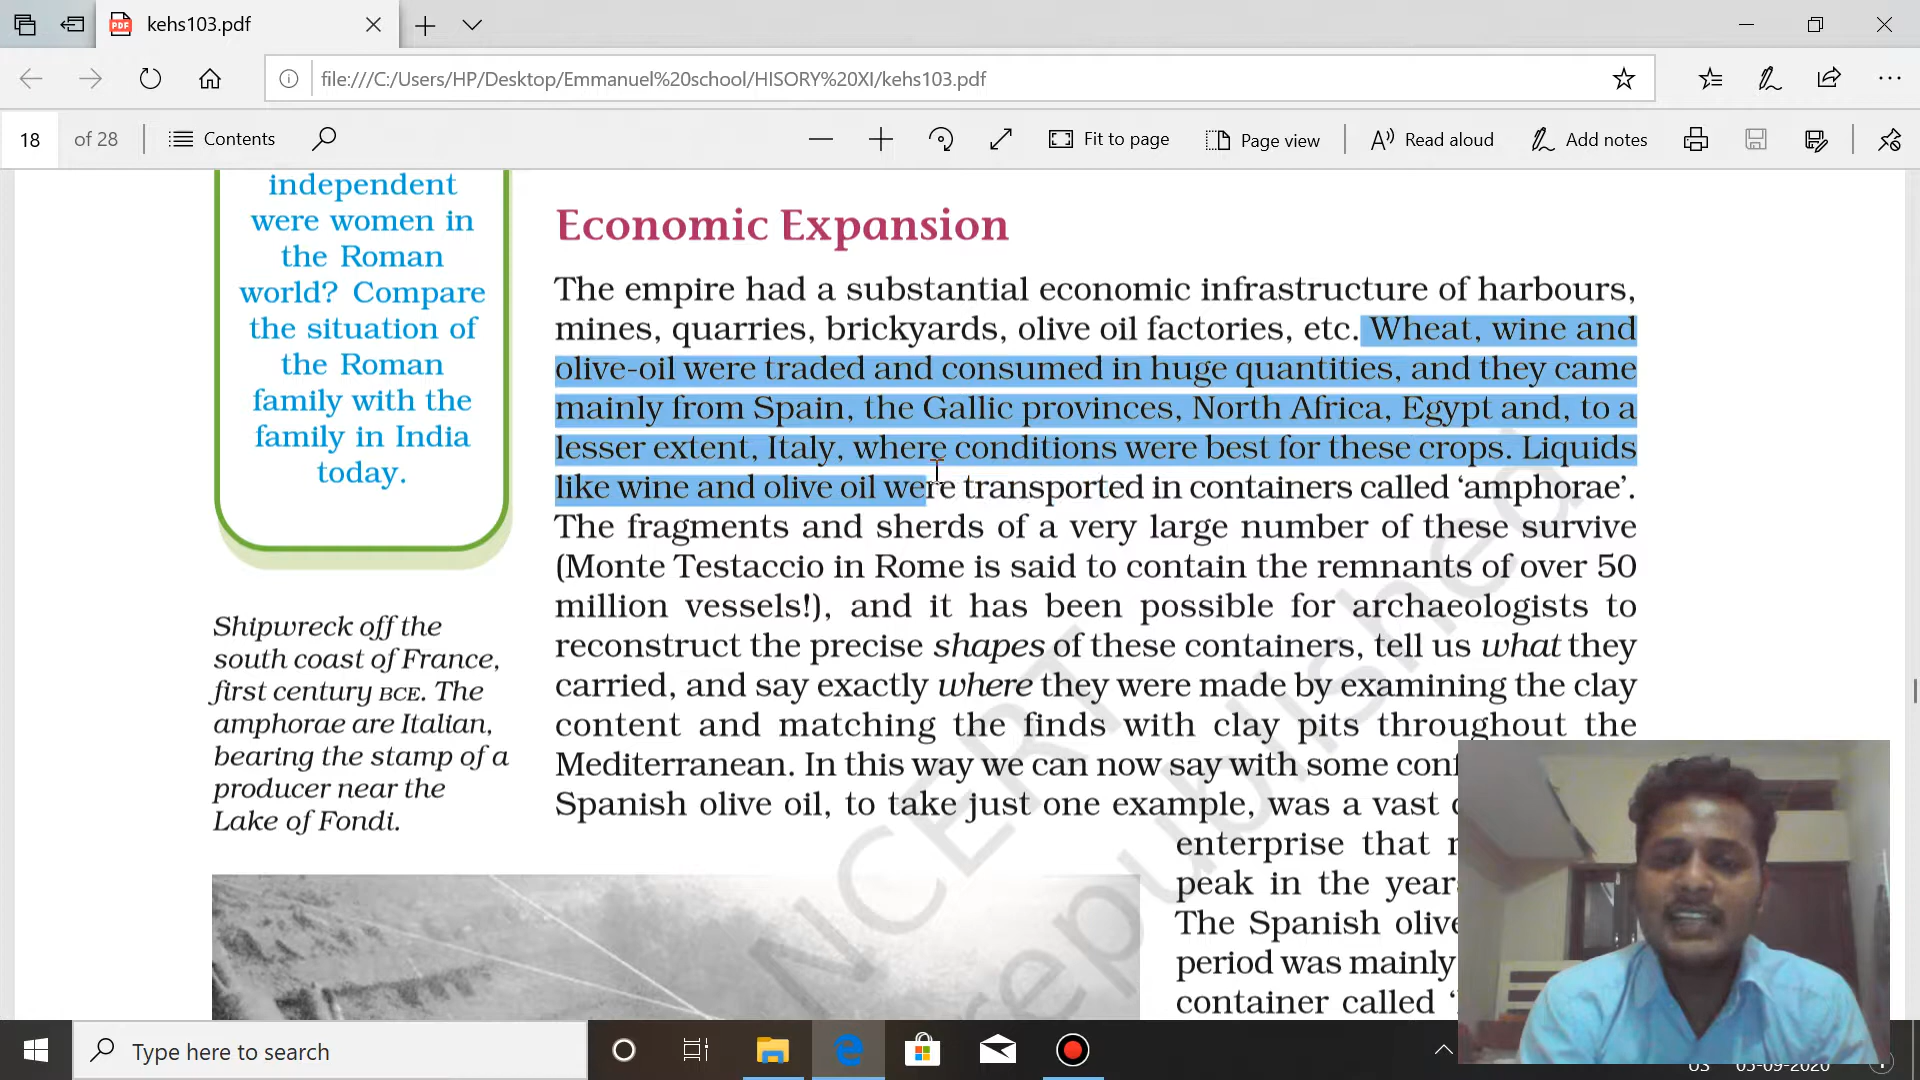 kehs103.pdf
file:///C:/Users/HP/Desktop/Emmanuel%20school/HISORY%20XI/kehs103.pdf
18 of 28 Contents Fit to page Page view Read aloud Add notes
independent
were women in
the Roman
world? Compare
the situation of
the Roman
family with the
family in India
today.
Economic Expansion
The empire had a substantial economic infrastructure of harbours,
mines, quarries, brickyards, olive oil factories, etc. Wheat, wine and
olive-oil were traded and consumed in huge quantities, and they came
mainly from Spain, the Gallic provinces, North Africa, Egypt and, to a
lesser extent, Italy, where conditions were best for these crops. Liquids
like wine and olive oil were transported in containers called ‘amphorae’.
The fragments and sherds of a very large number of these survive
(Monte Testaccio in Rome is said to contain the remnants of over 50
million vessels!), and it has been possible for archaeologists to
reconstruct the precise shapes of these containers, tell us what they
carried, and say exactly where they were made by examining the clay
content and matching the finds with clay pits throughout the
Mediterranean. In this way we can now say with some
Spanish olive oil, to take just one example, was a vast
enterprise that
peak in the
The Spanish
period was mainly
container called
Shipwreck off the
south coast of France,
first century BCE. The
amphorae are Italian,
bearing the stamp of a
producer near the
Lake of Fondi.
NCERT
republished
Type here to search
US 05-09-2020